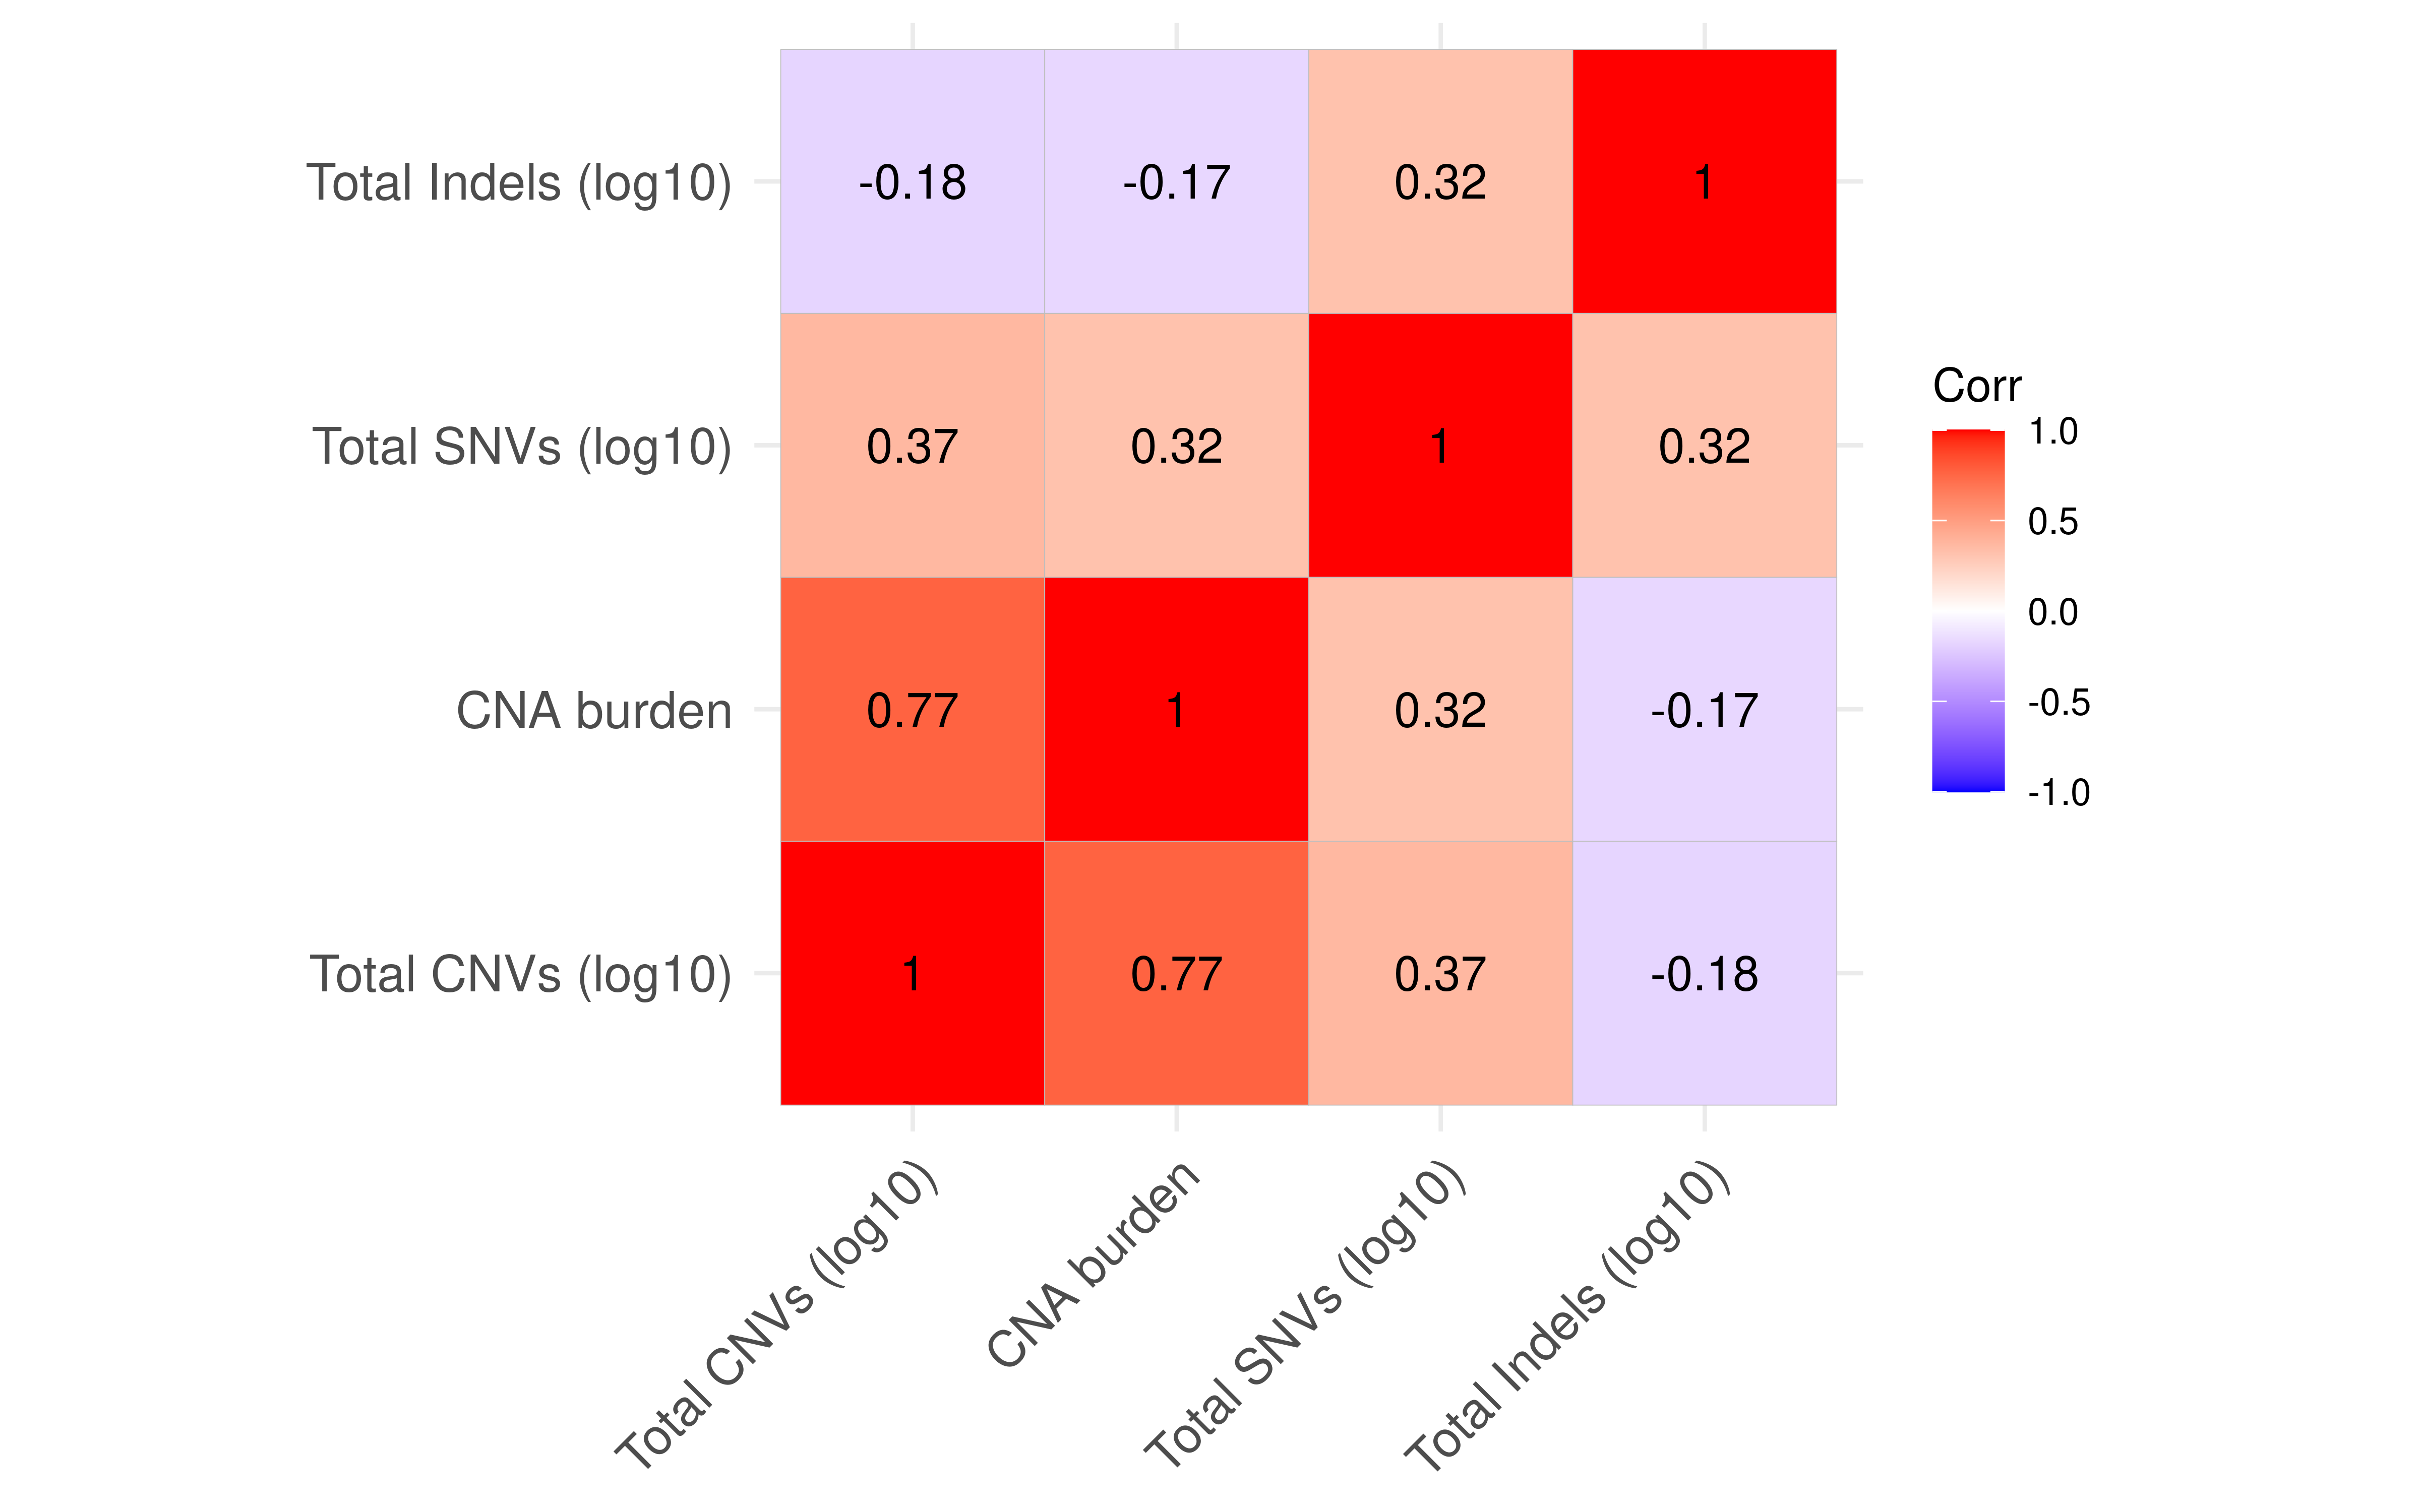 Total Indels (log10) -0.18 -0.17 0.32 1
Total SNVs (log10) 0.37 0.32 1 0.32
CNA burden 0.77 1 0.32 -0.17
Total CNVs (log10) 1 0.77 0.37 -0.18
Total CNVs (log10)
CNA burden
Total SNVs (log10)
Total Indels (log10)
Corr
1.0
0.5
0.0
-0.5
-1.0